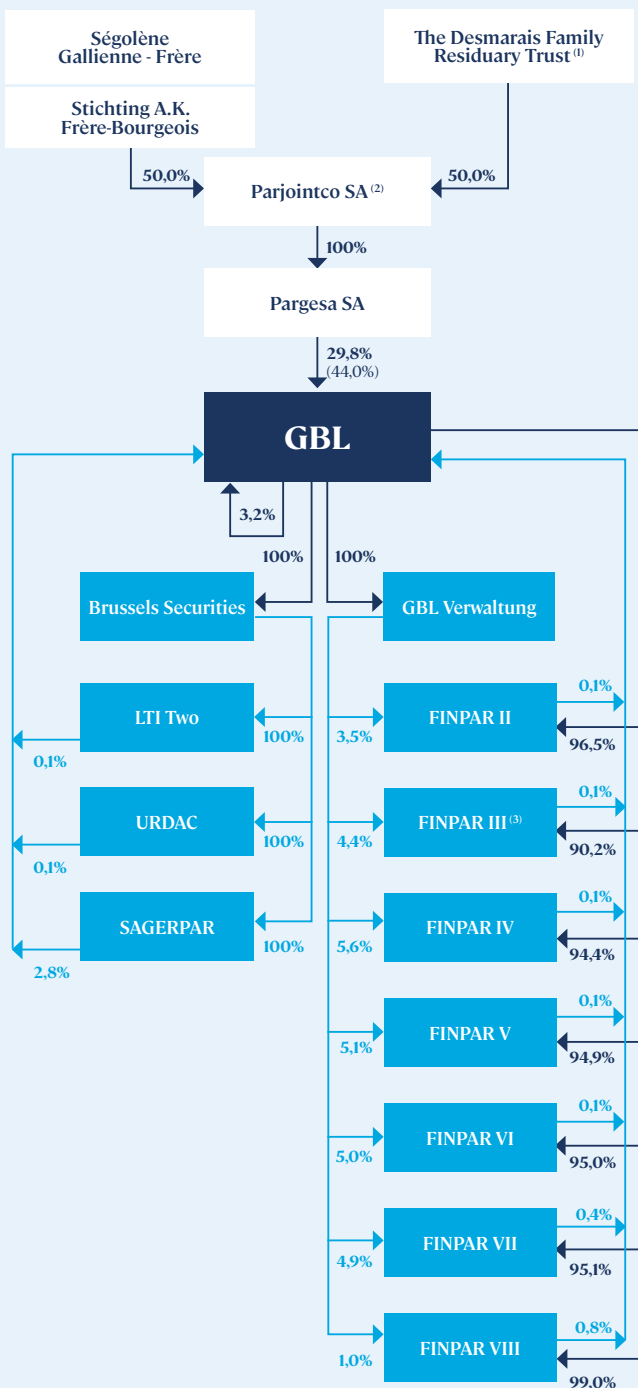 Ségolène
Gallienne - Frère
The Desmarais Family
Residuary Trust (1)
Stichting A.K.
Frère-Bourgeois
50,0%
Parjointco SA (2)
50,0%
100%
Pargesa SA
29,8%
(44,0%)
GBL
3,2%
100%
100%
Brussels Securities
GBL Verwaltung
LTI Two
100%
0,1%
3,5%
FINPAR II
0,1%
96,5%
URDAC
100%
0,1%
4,4%
FINPAR III (3)
0,1%
90,2%
SAGERPAR
100%
2,8%
5,6%
FINPAR IV
0,1%
94,4%
5,1%
FINPAR V
0,1%
94,9%
5,0%
FINPAR VI
0,1%
95,0%
4,9%
FINPAR VII
0,4%
95,1%
1,0%
FINPAR VIII
0,8%
99,0%